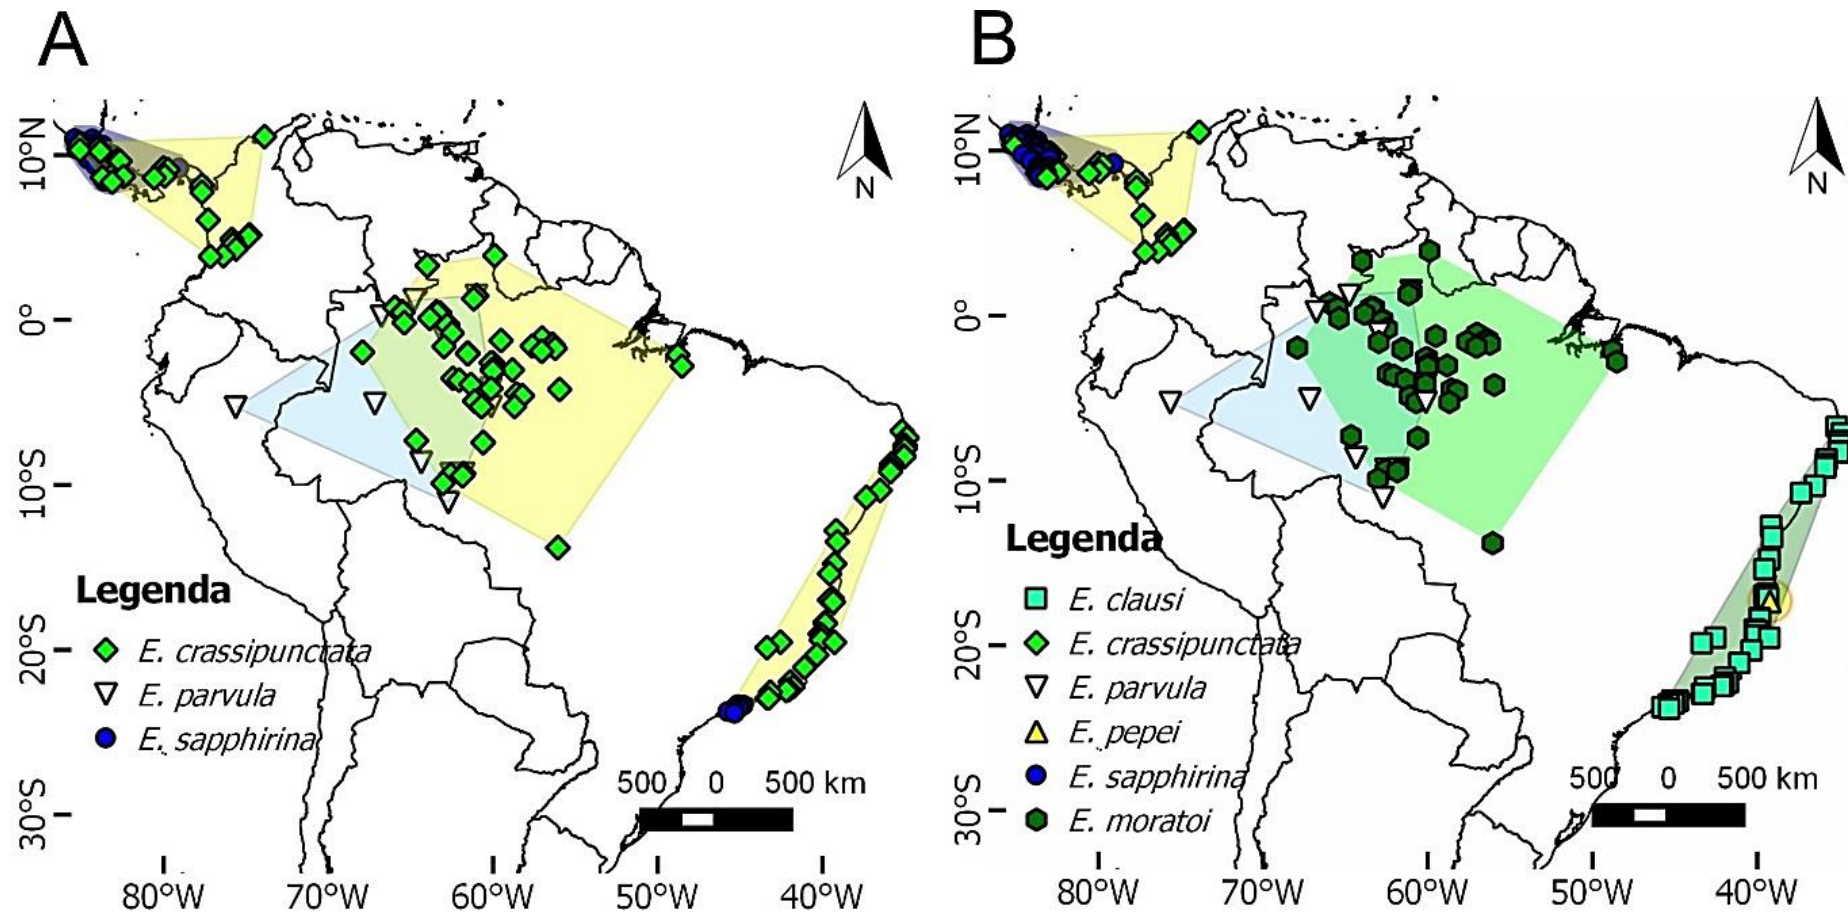 A
B
10°N
0°
10°S
20°S
30°S
N
Legenda
E. crassipunctata
E. parvula
E. sapphirina
500 0 500 km
80°W 70°W 60°W 50°W 40°W
10°N
0°
10°S
20°S
30°S
N
Legenda
E. clausi
E. crassipunctata
E. parvula
E. pepei
E. sapphirina
E. moratoi
500 0 500 km
80°W 70°W 60°W 50°W 40°W